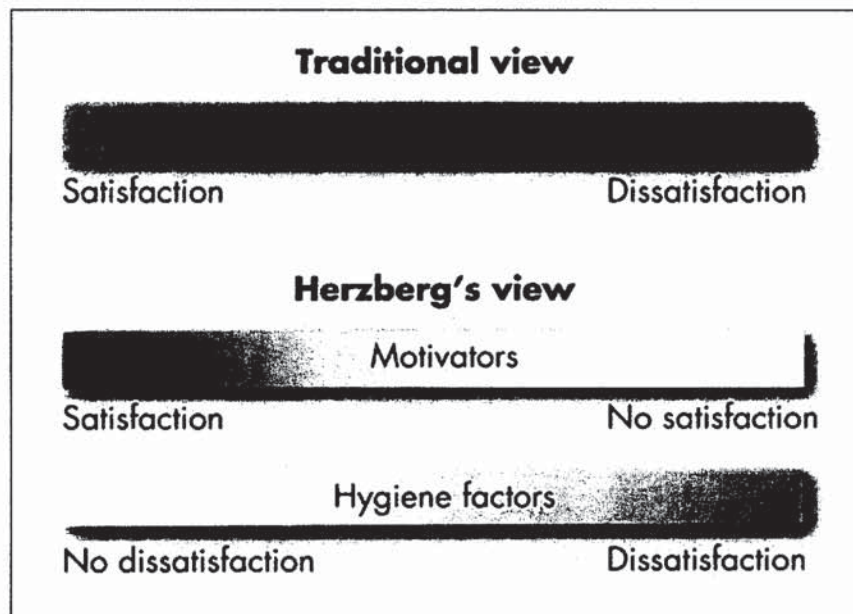 Traditional view
Satisfaction Dissatisfaction
Herzberg's view
Motivators
Satisfaction No satisfaction
Hygiene factors
No dissatisfaction Dissatisfaction